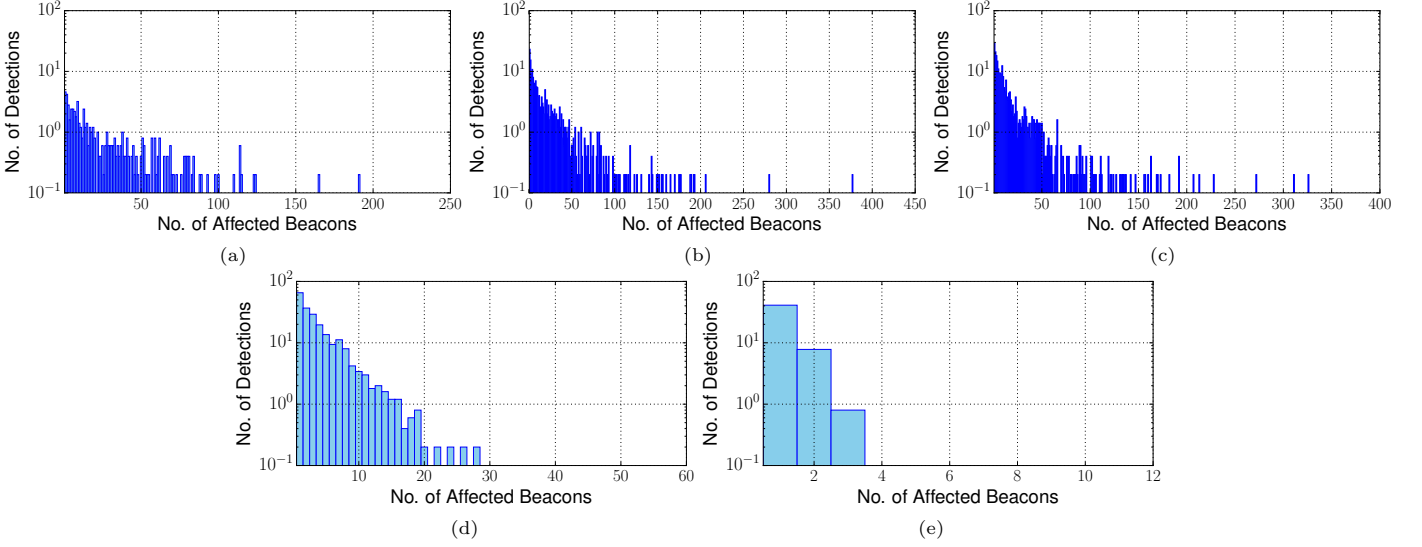 10^2
10^1
10^0
10^-1
No. of Detections
50 100 150 200 250
No. of Affected Beacons
(a)
10^2
10^1
10^0
10^-1
No. of Detections
0 50 100 150 200 250 300 350 400 450
No. of Affected Beacons
(b)
10^2
10^1
10^0
10^-1
No. of Detections
50 100 150 200 250 300 350 400
No. of Affected Beacons
(c)
10^2
10^1
10^0
10^-1
No. of Detections
10 20 30 40 50 60
No. of Affected Beacons
(d)
10^2
10^1
10^0
10^-1
No. of Detections
2 4 6 8 10 12
No. of Affected Beacons
(e)